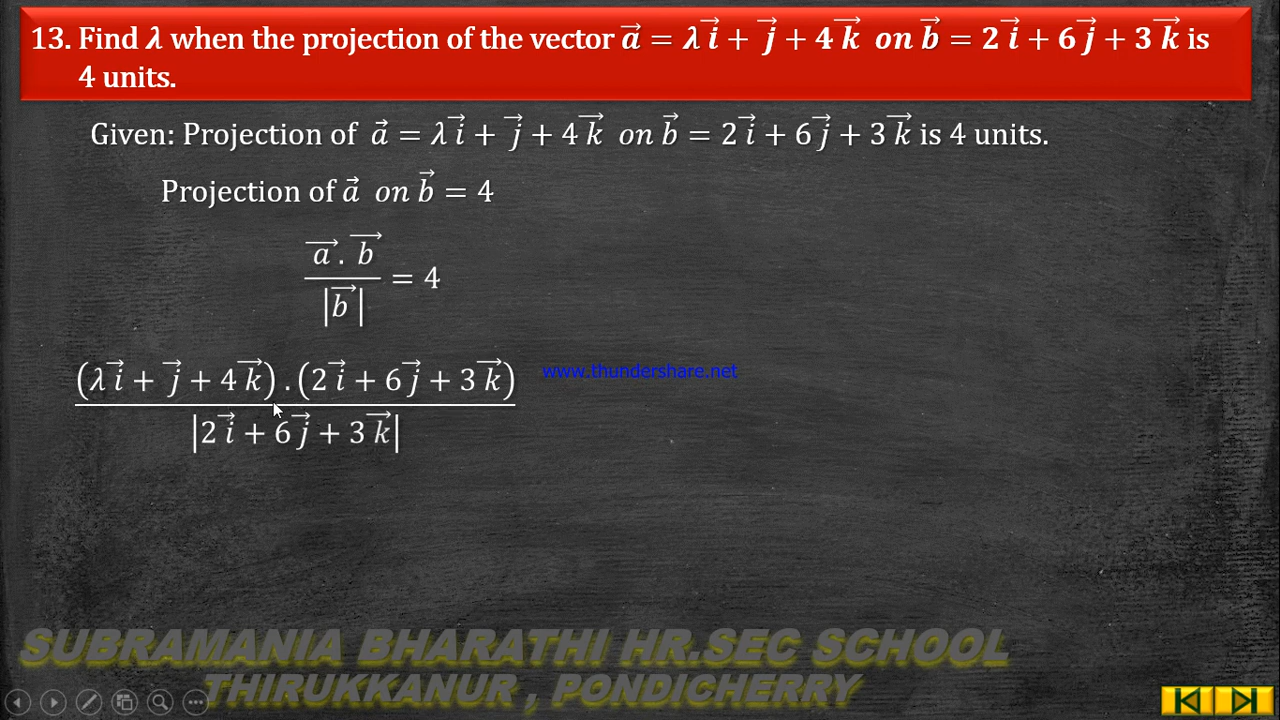 13. Find λ when the projection of the vector a⃗ = λi⃗ + j⃗ + 4k⃗ on b⃗ = 2i⃗ + 6j⃗ + 3k⃗ is
4 units.
Given: Projection of a⃗ = λi⃗ + j⃗ + 4k⃗ on b⃗ = 2i⃗ + 6j⃗ + 3k⃗ is 4 units.
Projection of a⃗ on b⃗ = 4
a⃗ . b⃗
= 4
|b⃗|
(λi⃗ + j⃗ + 4k⃗) . (2i⃗ + 6j⃗ + 3k⃗)
www.thundershare.net
|2i⃗ + 6j⃗ + 3k⃗|
SUBRAMANIA BHARATHI HR.SEC SCHOOL
THIRUKKANUR , PONDICHERRY